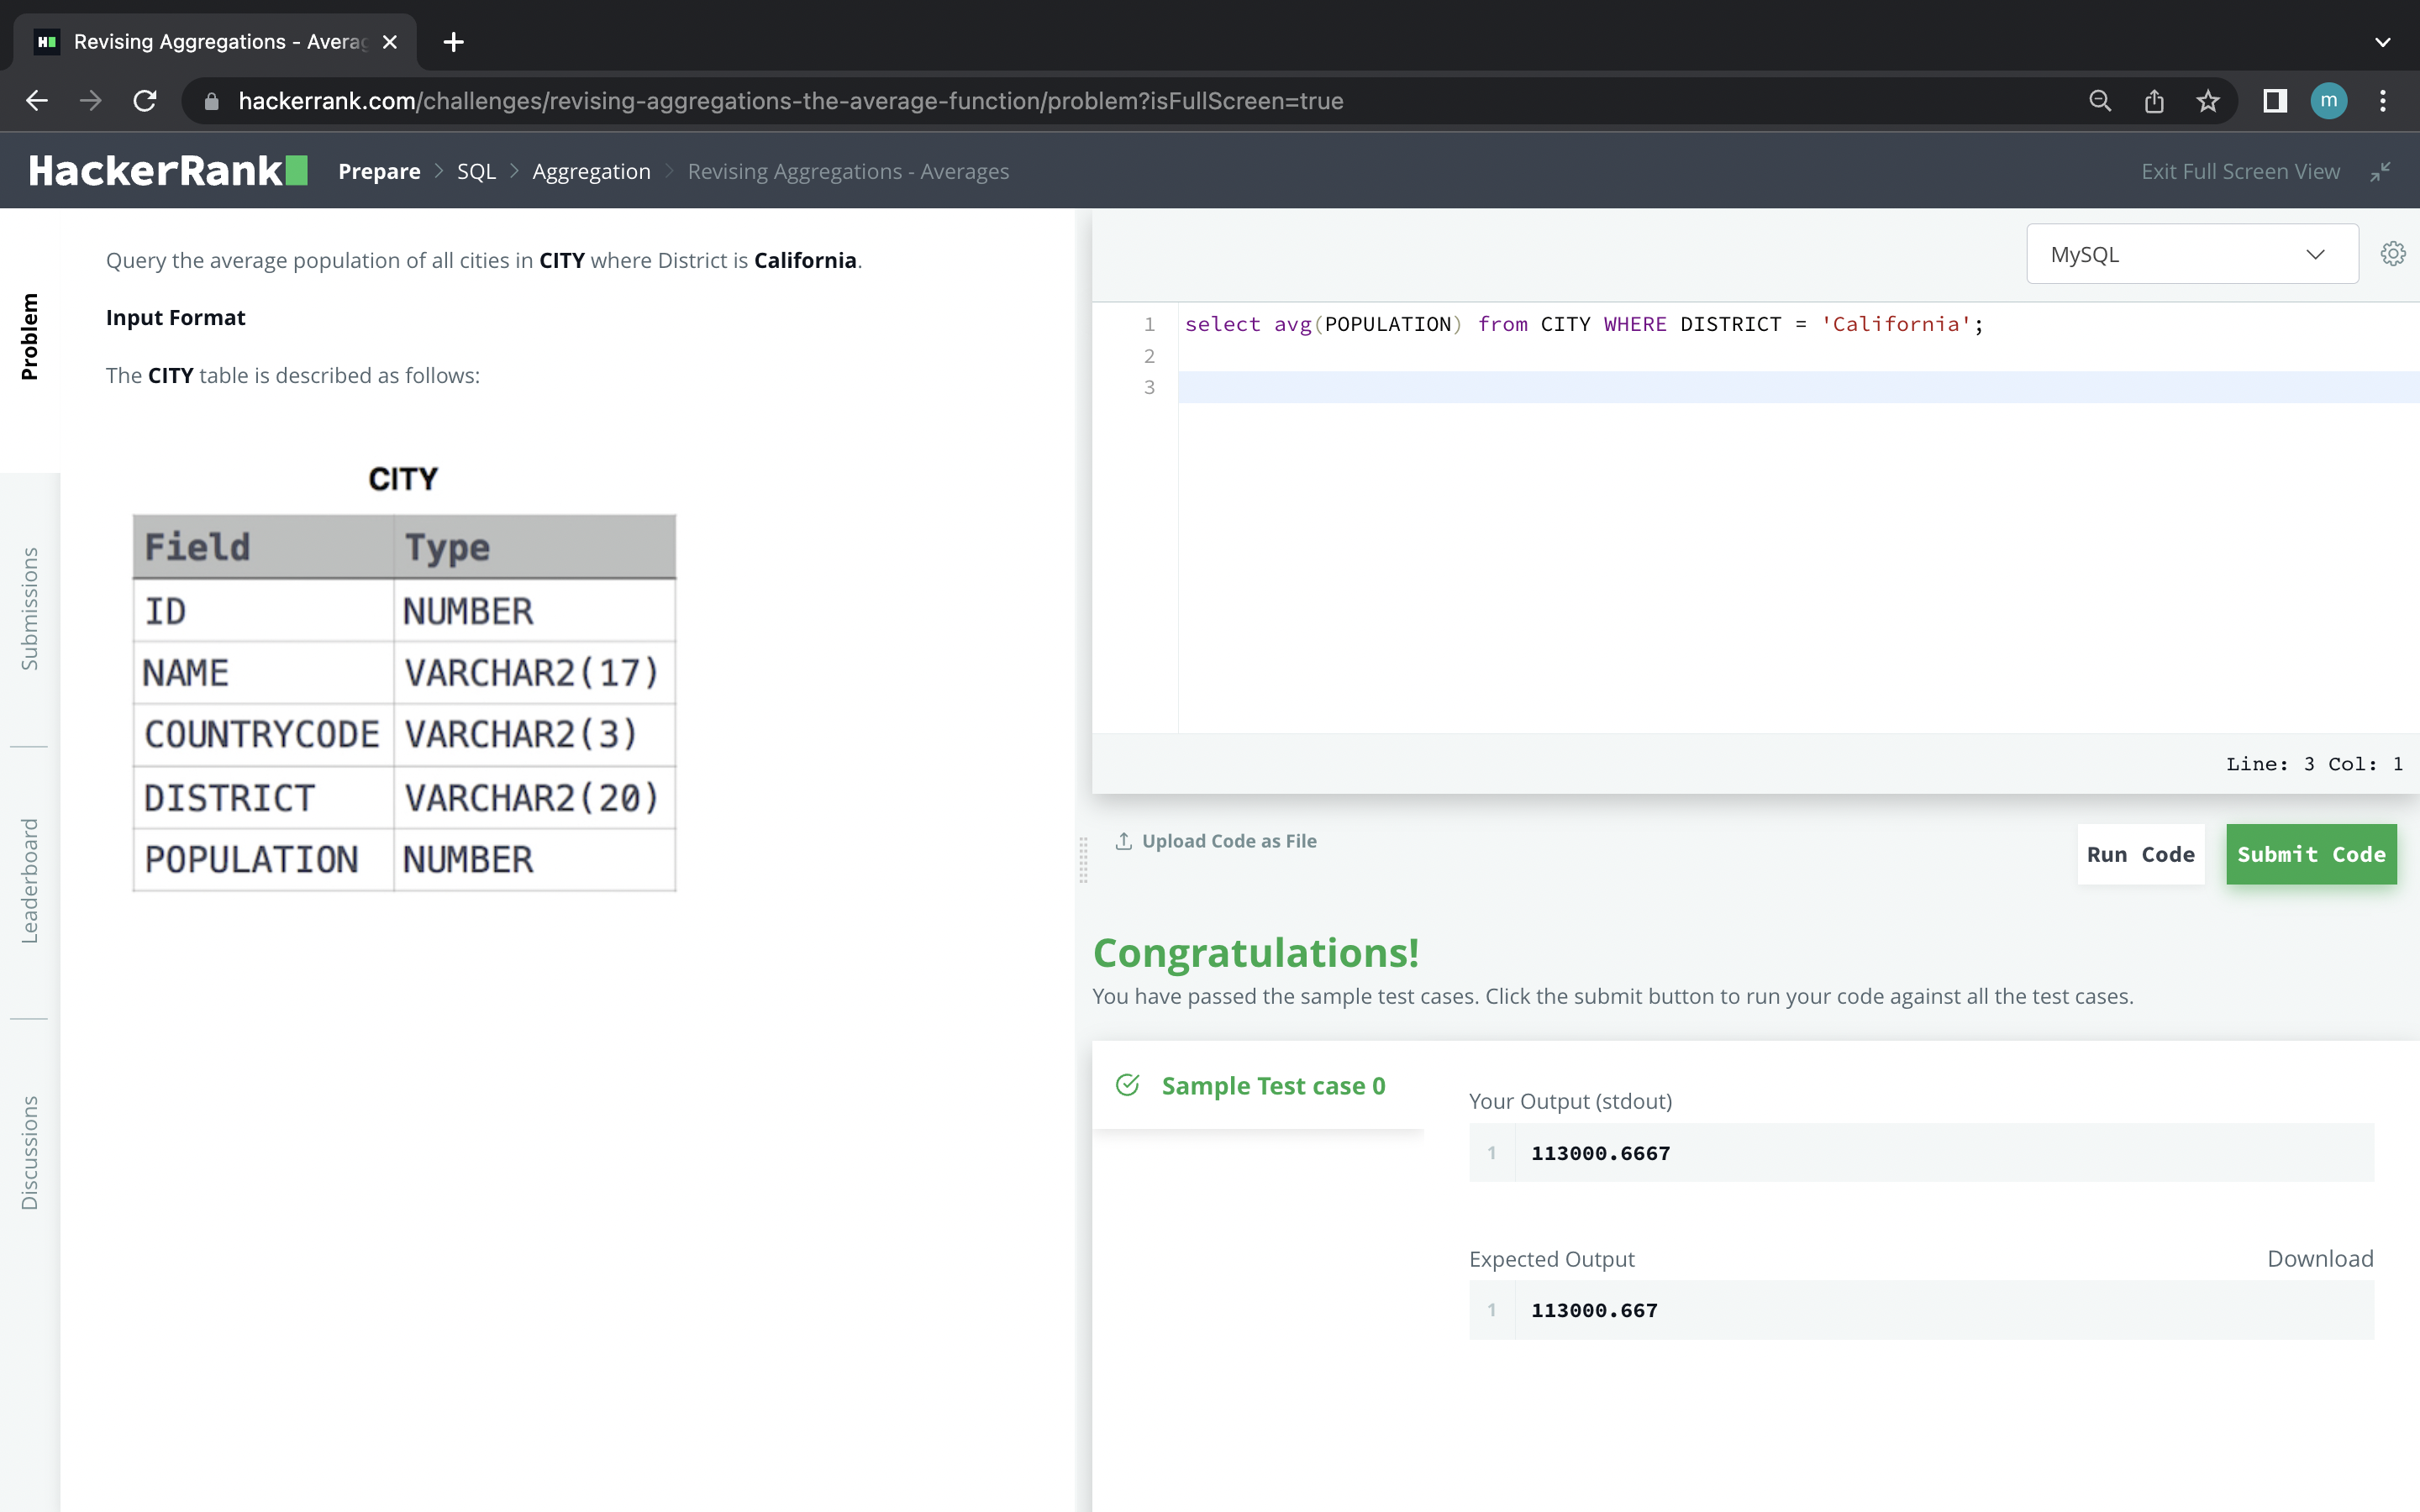 Revising Aggregations - Averag
hackerrank.com/challenges/revising-aggregations-the-average-function/problem?isFullScreen=true
m
HackerRank
Prepare > SQL > Aggregation > Revising Aggregations - Averages
Exit Full Screen View
Problem
Submissions
Leaderboard
Discussions
Query the average population of all cities in CITY where District is California.
Input Format
The CITY table is described as follows:
CITY
Field Type
ID NUMBER
NAME VARCHAR2(17)
COUNTRYCODE VARCHAR2(3)
DISTRICT VARCHAR2(20)
POPULATION NUMBER
MySQL
1 select avg(POPULATION) from CITY WHERE DISTRICT = 'California';
2
3
Line: 3 Col: 1
Upload Code as File
Run Code
Submit Code
Congratulations!
You have passed the sample test cases. Click the submit button to run your code against all the test cases.
Sample Test case 0
Your Output (stdout)
1 113000.6667
Expected Output
Download
1 113000.667